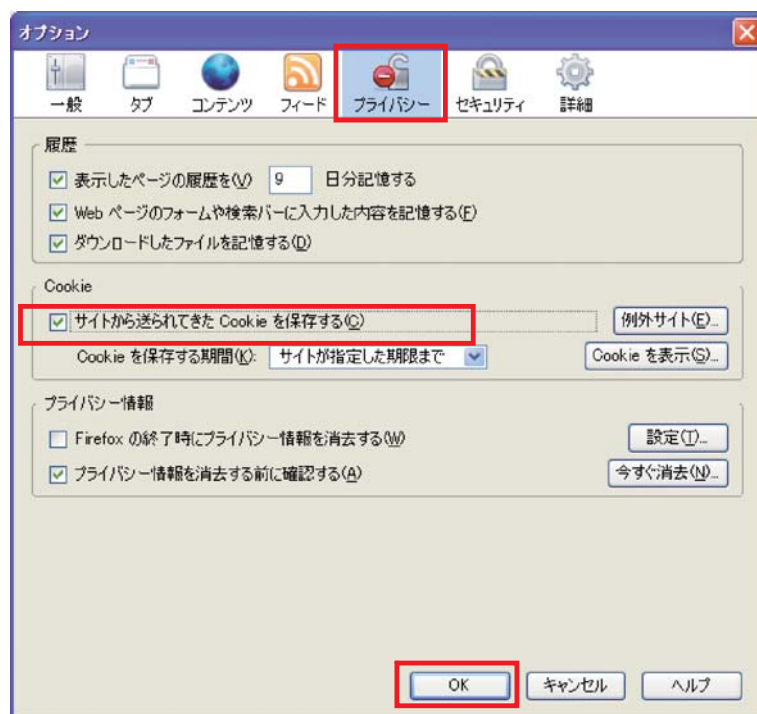 オプション
一般 タブ コンテンツ フィード プライバシー セキュリティ 詳細
履歴
表示したページの履歴を(V) 9 日分記憶する
Web ページのフォームや検索バーに入力した内容を記憶する(F)
ダウンロードしたファイルを記憶する(D)
Cookie
サイトから送られてきた Cookie を保存する(C) 例外サイト(E)...
Cookie を保存する期間(K): サイトが指定した期限まで Cookie を表示(S)...
プライバシー情報
Firefox の終了時にプライバシー情報を消去する(W) 設定(T)...
プライバシー情報を消去する前に確認する(A) 今すぐ消去(N)...
OK キャンセル ヘルプ